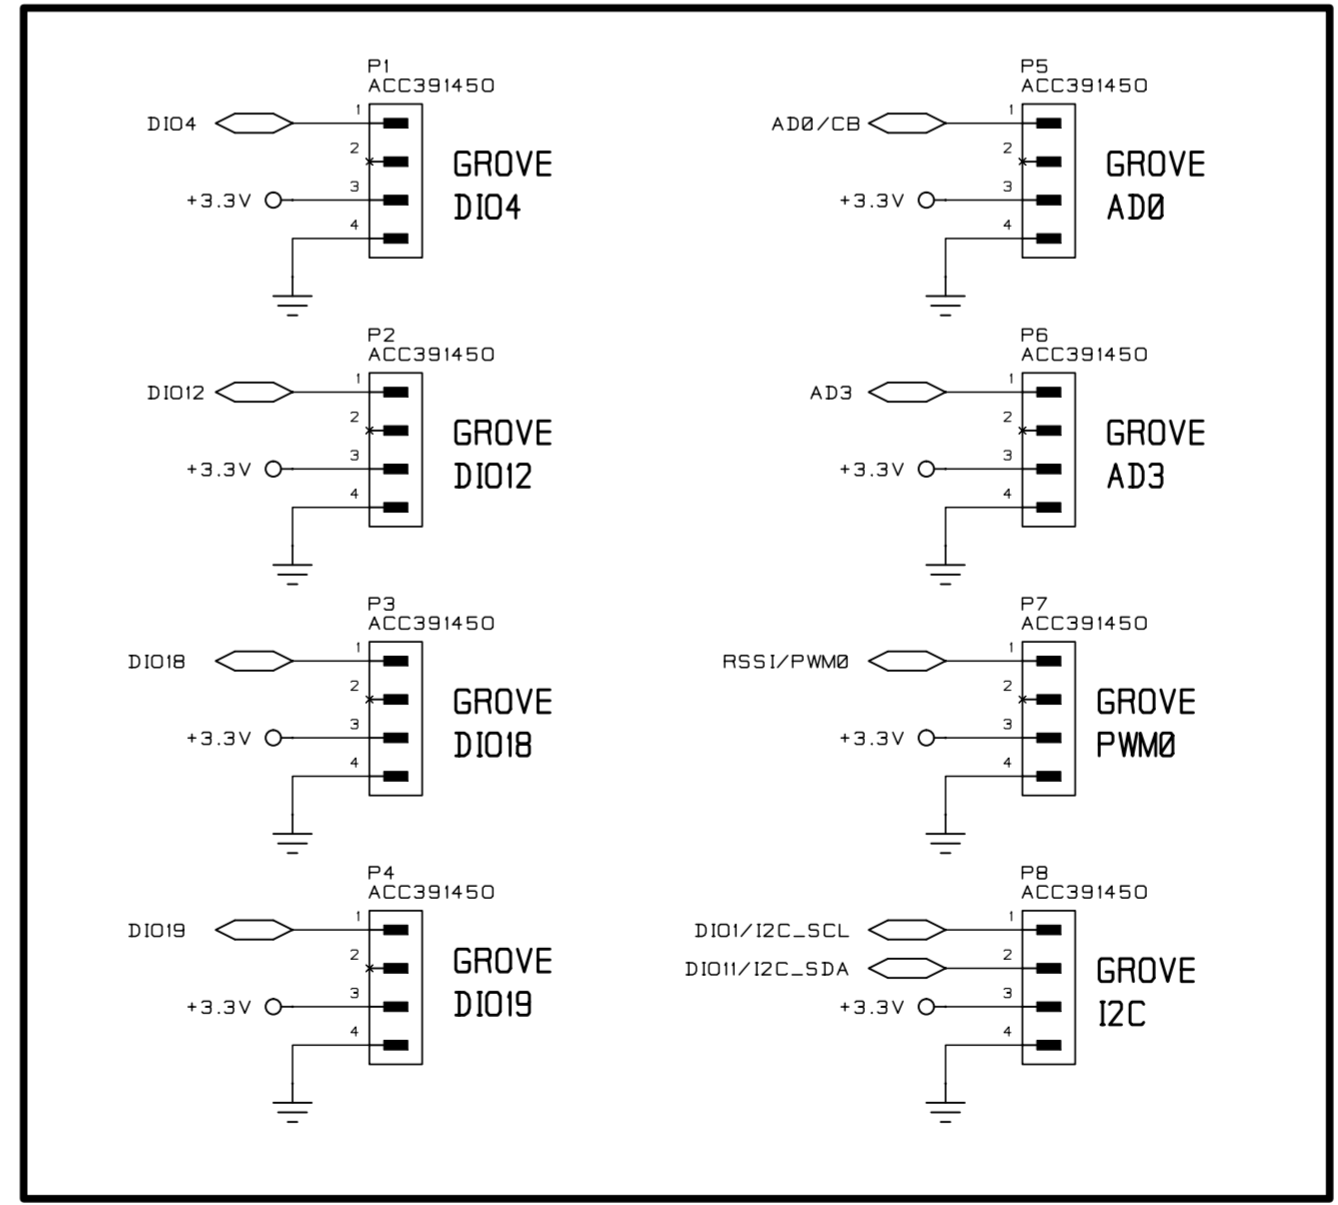 P1
ACC391450
DIO4
1
2
+3.3V
3
4
GROVE
DIO4
P2
ACC391450
DIO12
1
2
+3.3V
3
4
GROVE
DIO12
P3
ACC391450
DIO18
1
2
+3.3V
3
4
GROVE
DIO18
P4
ACC391450
DIO19
1
2
+3.3V
3
4
GROVE
DIO19
P5
ACC391450
AD0/CB
1
2
+3.3V
3
4
GROVE
AD0
P6
ACC391450
AD3
1
2
+3.3V
3
4
GROVE
AD3
P7
ACC391450
RSSI/PWM0
1
2
+3.3V
3
4
GROVE
PWM0
P8
ACC391450
DIO1/I2C_SCL
1
DIO11/I2C_SDA
2
+3.3V
3
4
GROVE
I2C